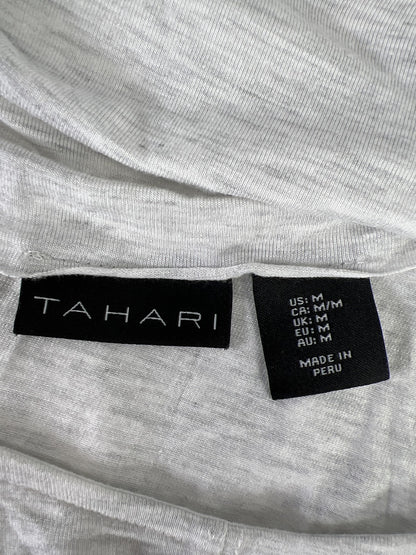 TAHARI
US: M
CA: M/M
UK: M
EU: M
AU: M
MADE IN
PERU